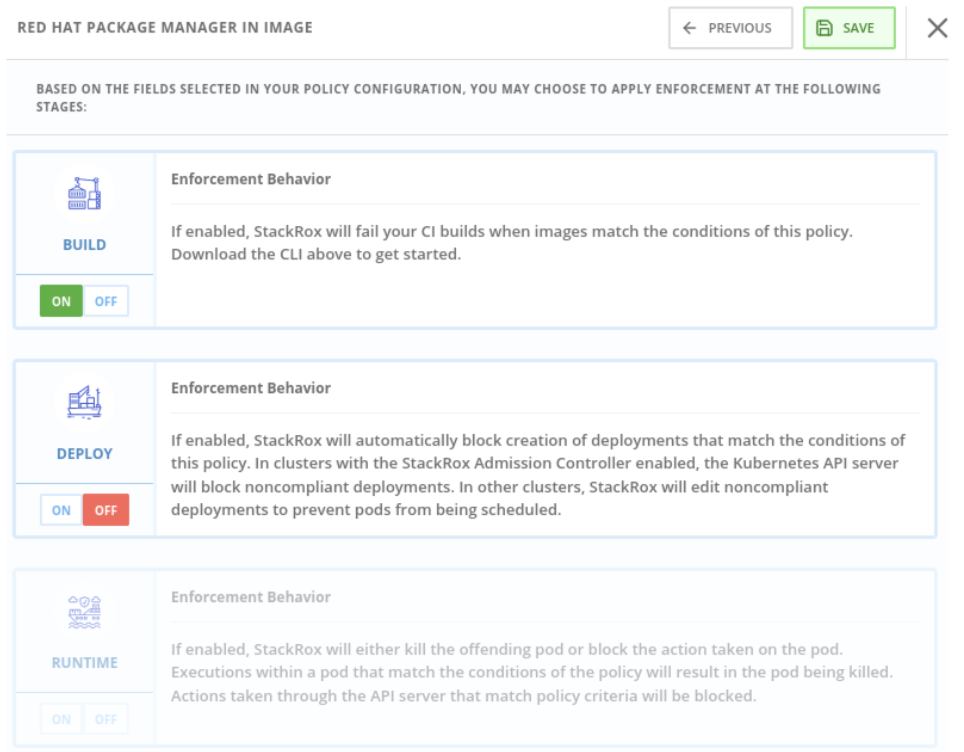 RED HAT PACKAGE MANAGER IN IMAGE
PREVIOUS
SAVE
BASED ON THE FIELDS SELECTED IN YOUR POLICY CONFIGURATION, YOU MAY CHOOSE TO APPLY ENFORCEMENT AT THE FOLLOWING
STAGES:
BUILD
ON OFF
Enforcement Behavior
If enabled, StackRox will fail your CI builds when images match the conditions of this policy.
Download the CLI above to get started.
DEPLOY
ON OFF
Enforcement Behavior
If enabled, StackRox will automatically block creation of deployments that match the conditions of
this policy. In clusters with the StackRox Admission Controller enabled, the Kubernetes API server
will block noncompliant deployments. In other clusters, StackRox will edit noncompliant
deployments to prevent pods from being scheduled.
RUNTIME
ON OFF
Enforcement Behavior
If enabled, StackRox will either kill the offending pod or block the action taken on the pod.
Executions within a pod that match the conditions of the policy will result in the pod being killed.
Actions taken through the API server that match policy criteria will be blocked.